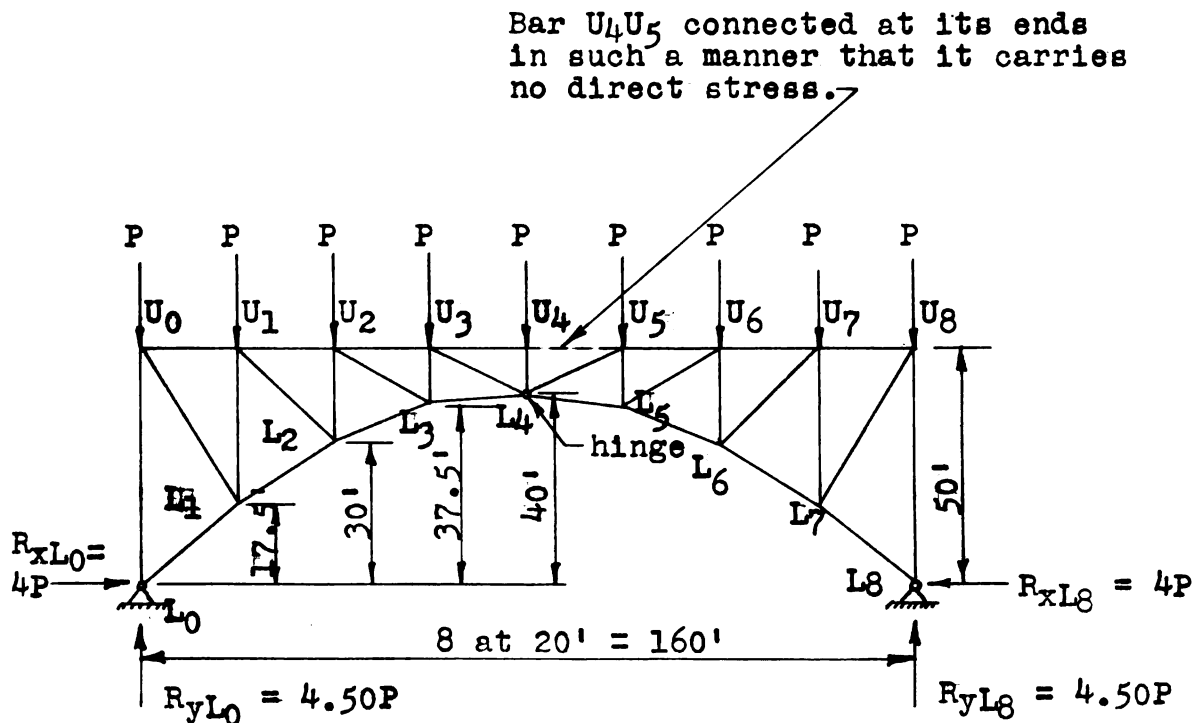 Bar U4U5 connected at its ends
in such a manner that it carries
no direct stress.
P P P P P P P P P
U0 U1 U2 U3 U4 U5 U6 U7 U8
L2 L3 L4 L5
hinge
L6
L7
17.5'
30'
37.5'
40'
50'
RxL0=
4P
L0
L8
RxL8 = 4P
8 at 20' = 160'
RyL0 = 4.50P
RyL8 = 4.50P